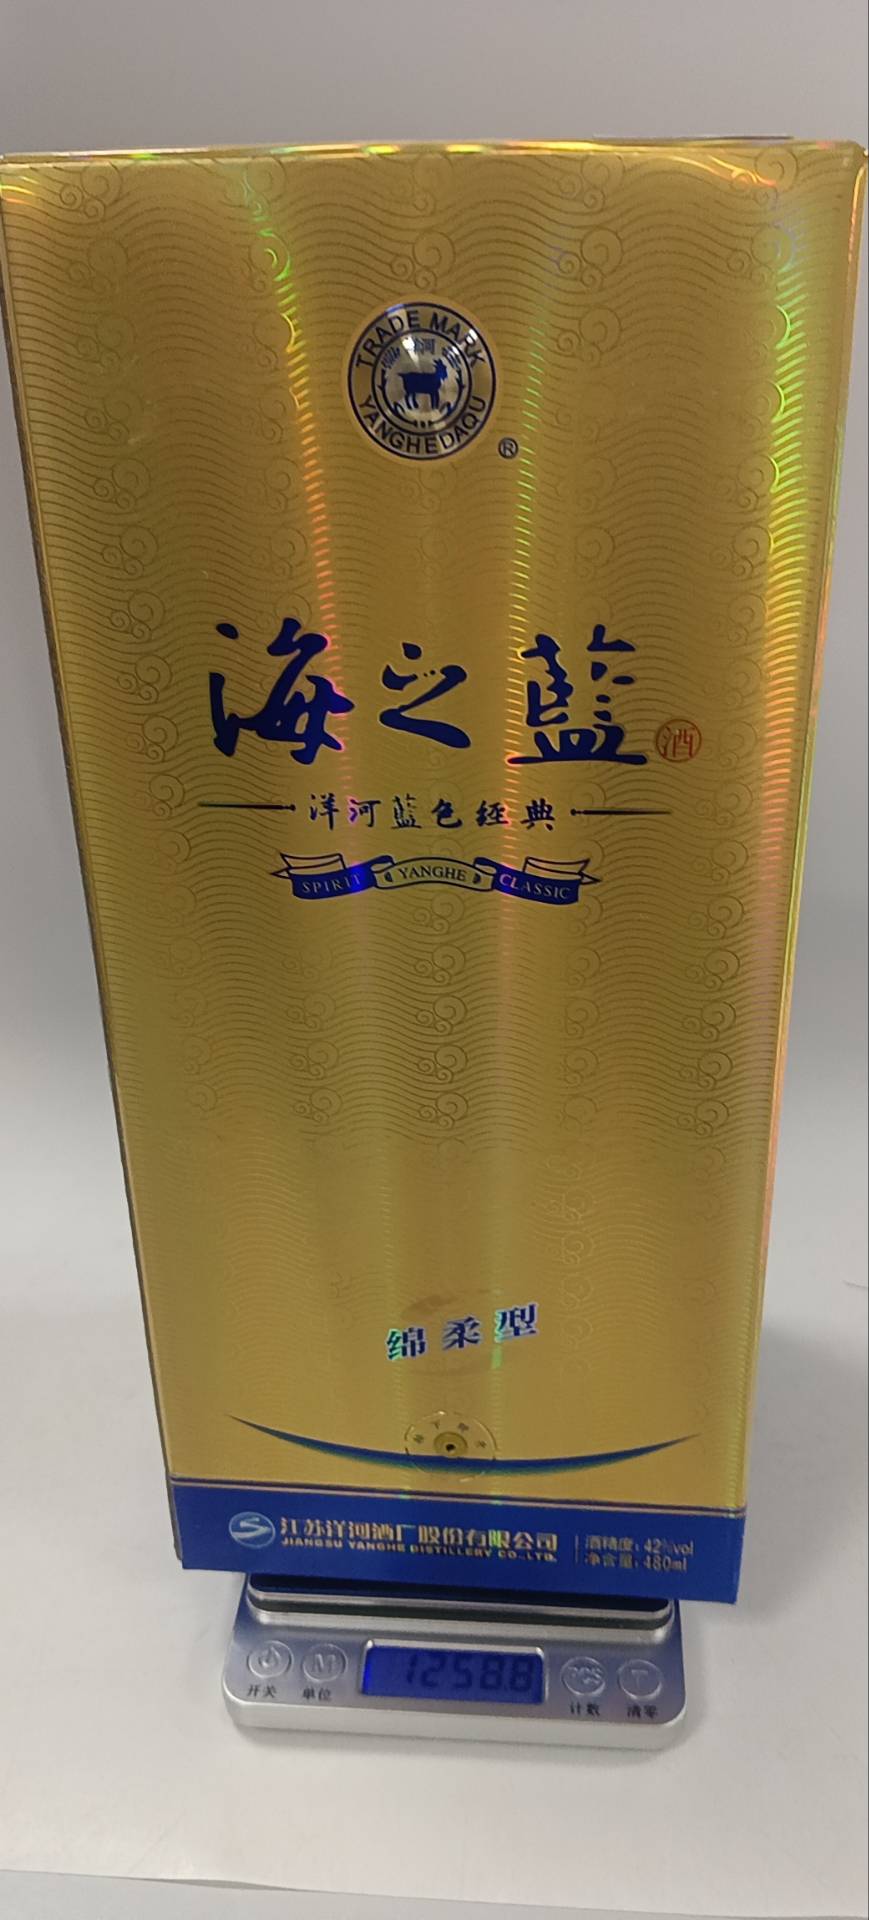 TRADE MARK
洋河
YANGHEDAQU
®
海之藍
酒
洋河蓝色经典
SPIRIT YANGHE CLASSIC
绵柔型
江苏洋河酒厂股份有限公司
JIANGSU YANGHE DISTILLERY CO.,LTD.
酒精度：42%vol
净含量：480ml
1258.8
开关 M 单位 PCS 计数 T 清零